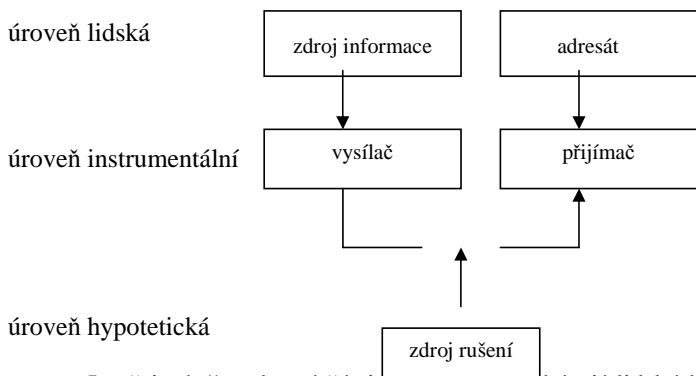 úroveň lidská
zdroj informace
adresát
úroveň instrumentální
vysílač
přijímač
úroveň hypotetická
zdroj rušení